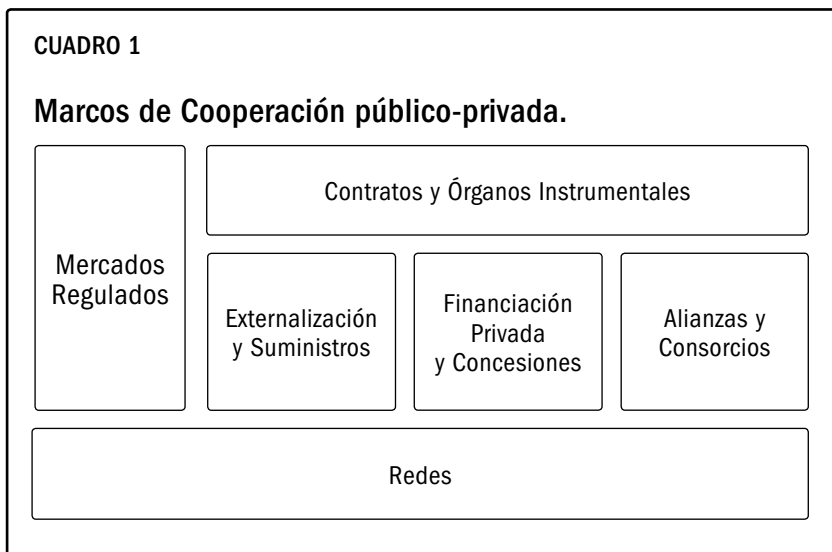 CUADRO 1
Marcos de Cooperación público-privada.
Mercados
Regulados
Contratos y Órganos Instrumentales
Externalización
y Suministros
Financiación
Privada
y Concesiones
Alianzas y
Consorcios
Redes